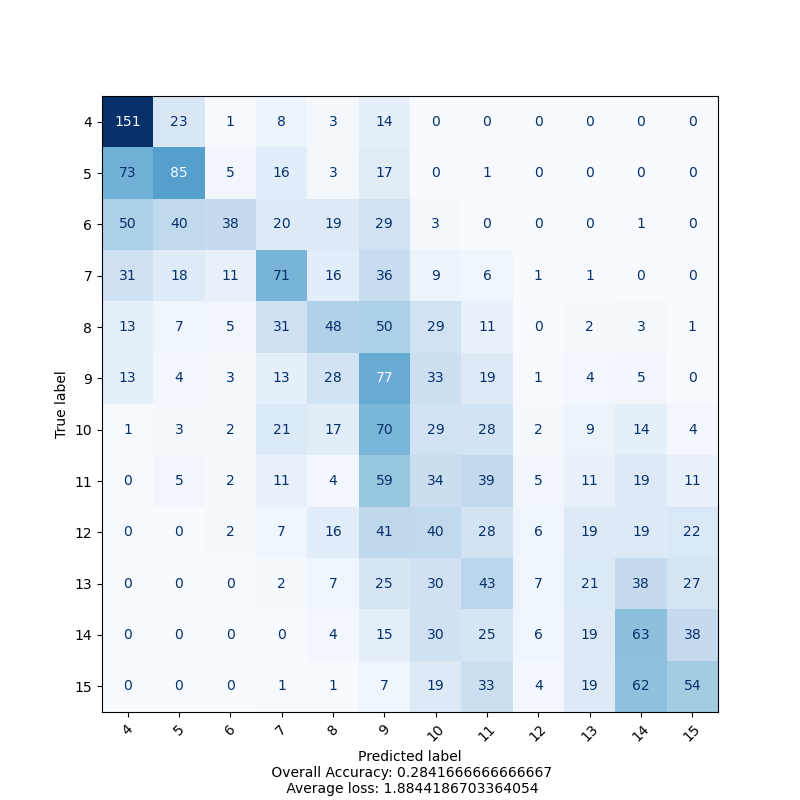 4 151 23 1 8 3 14 0 0 0 0 0 0
5 73 85 5 16 3 17 0 1 0 0 0 0
6 50 40 38 20 19 29 3 0 0 0 1 0
7 31 18 11 71 16 36 9 6 1 1 0 0
8 13 7 5 31 48 50 29 11 0 2 3 1
9 13 4 3 13 28 77 33 19 1 4 5 0
10 1 3 2 21 17 70 29 28 2 9 14 4
11 0 5 2 11 4 59 34 39 5 11 19 11
12 0 0 2 7 16 41 40 28 6 19 19 22
13 0 0 0 2 7 25 30 43 7 21 38 27
14 0 0 0 0 4 15 30 25 6 19 63 38
15 0 0 0 1 1 7 19 33 4 19 62 54
True label
4 5 6 7 8 9 10 11 12 13 14 15
Predicted label
Overall Accuracy: 0.2841666666666667
Average loss: 1.8844186703364054